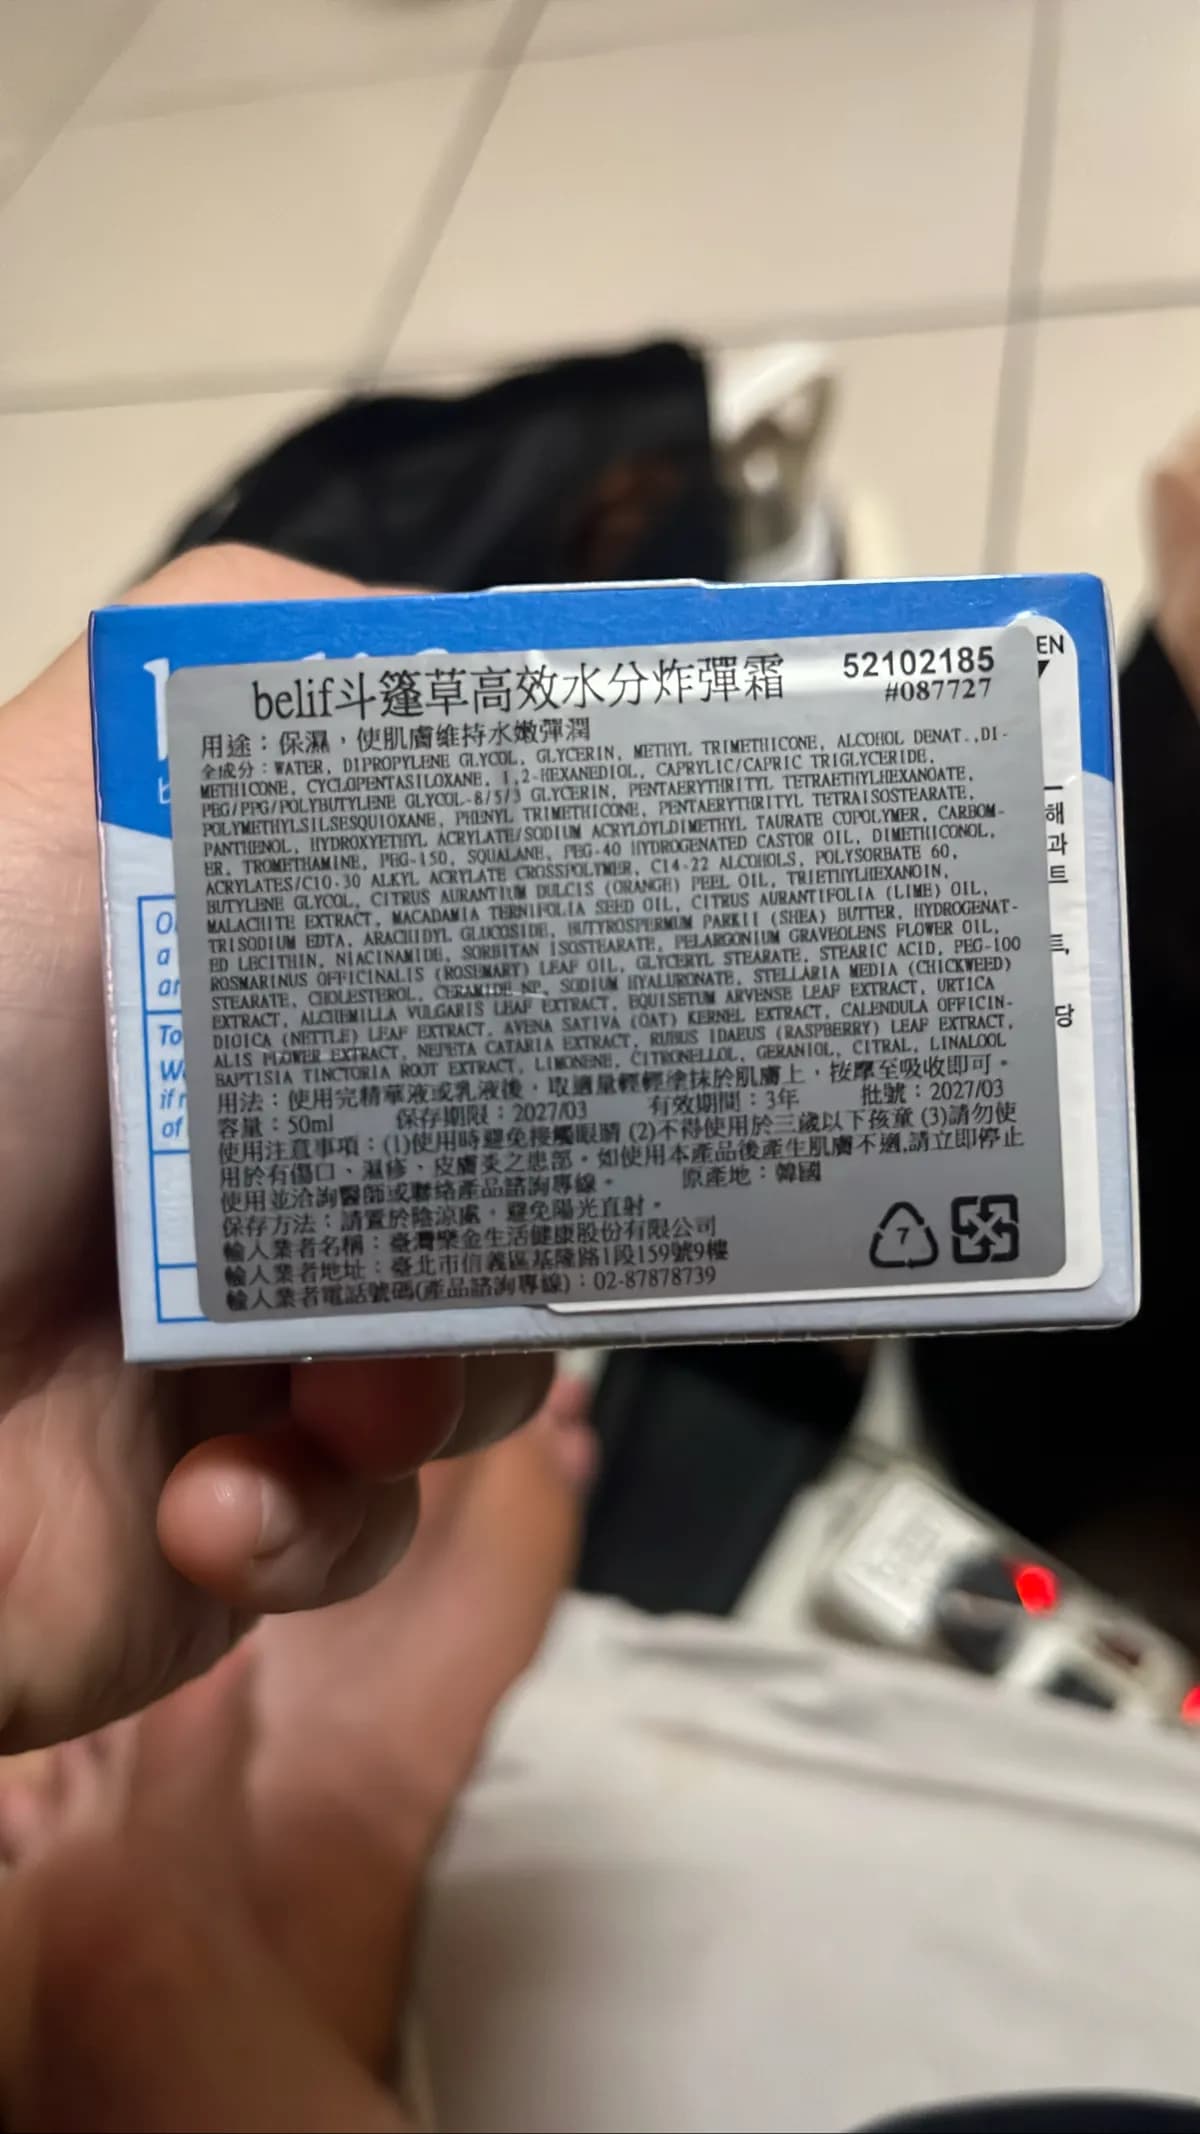 belif斗篷草高效水分炸彈霜
52102185
#087727
EN
用途：保濕，使肌膚維持水嫩彈潤
全成分：WATER, DIPROPYLENE GLYCOL, GLYCERIN, METHYL TRIMETHICONE, ALCOHOL DENAT.,DI-
METHICONE, CYCLOPENTASILOXANE, 1,2-HEXANEDIOL, CAPRYLIC/CAPRIC TRIGLYCERIDE,
PEG/PPG/POLYBUTYLENE GLYCOL-8/5/3 GLYCERIN, PENTAERYTHRITYL TETRAETHYLHEXANOATE,
POLYMETHYLSILSESQUIOXANE, PHENYL TRIMETHICONE, PENTAERYTHRITYL TETRAISOSTEARATE,
PANTHENOL, HYDROXYETHYL ACRYLATE/SODIUM ACRYLOYLDIMETHYL TAURATE COPOLYMER, CARBOM-
ER, TROMETHAMINE, PEG-150, SQUALANE, PEG-40 HYDROGENATED CASTOR OIL, DIMETHICONOL,
ACRYLATES/C10-30 ALKYL ACRYLATE CROSSPOLYMER, C14-22 ALCOHOLS, POLYSORBATE 60,
BUTYLENE GLYCOL, CITRUS AURANTIUM DULCIS (ORANGE) PEEL OIL, TRIETHYLHEXANOIN,
MALACHITE EXTRACT, MACADAMIA TERNIFOLIA SEED OIL, CITRUS AURANTIFOLIA (LIME) OIL,
TRISODIUM EDTA, ARACHIDYL GLUCOSIDE, BUTYROSPERMUM PARKII (SHEA) BUTTER, HYDROGENAT-
ED LECITHIN, NIACINAMIDE, SORBITAN ISOSTEARATE, PELARGONIUM GRAVEOLENS FLOWER OIL,
ROSMARINUS OFFICINALIS (ROSEMARY) LEAF OIL, GLYCERYL STEARATE, STEARIC ACID, PEG-100
STEARATE, CHOLESTEROL, CERAMIDE NP, SODIUM HYALURONATE, STELLARIA MEDIA (CHICKWEED)
EXTRACT, ALCHEMILLA VULGARIS LEAF EXTRACT, EQUISETUM ARVENSE LEAF EXTRACT, URTICA
DIOICA (NETTLE) LEAF EXTRACT, AVENA SATIVA (OAT) KERNEL EXTRACT, CALENDULA OFFICIN-
ALIS FLOWER EXTRACT, NEPETA CATARIA EXTRACT, RUBUS IDAEUS (RASPBERRY) LEAF EXTRACT,
BAPTISIA TINCTORIA ROOT EXTRACT, LIMONENE, CITRONELLOL, GERANIOL, CITRAL, LINALOOL
用法：使用完精華液或乳液後，取適量輕輕塗抹於肌膚上，按摩至吸收即可。
容量：50ml 保存期限：2027/03 有效期間：3年 批號：2027/03
使用注意事項：(1)使用時避免接觸眼睛 (2)不得使用於三歲以下孩童 (3)請勿使
用於有傷口、濕疹、皮膚炎之患部。如使用本產品後產生肌膚不適,請立即停止
使用並洽詢醫師或聯絡產品諮詢專線。 原產地：韓國
保存方法：請置於陰涼處，避免陽光直射。
輸入業者名稱：臺灣樂金生活健康股份有限公司
輸入業者地址：臺北市信義區基隆路1段159號9樓
輸入業者電話號碼(產品諮詢專線)：02-87878739
7
a
To
if
of
해
과
트
트,
당